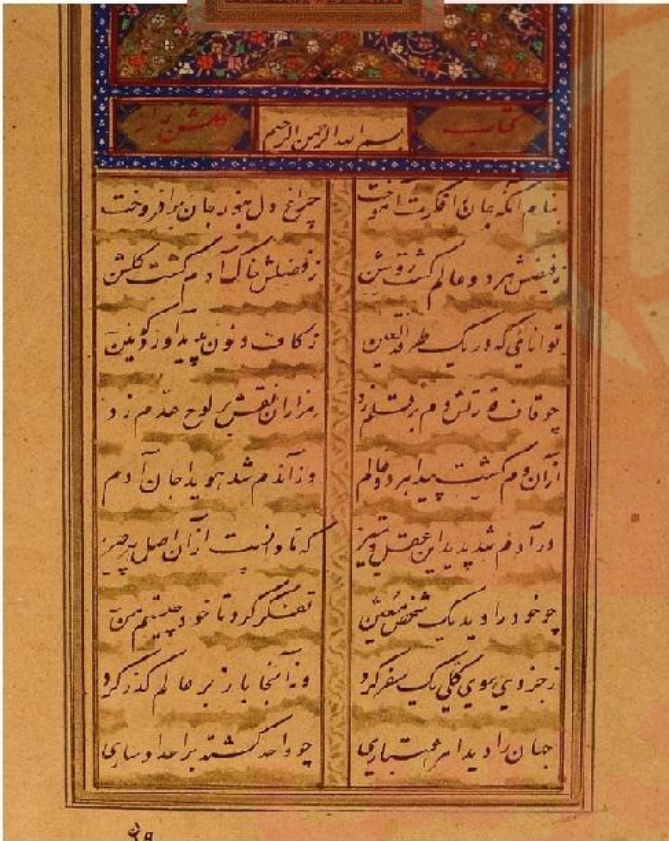 کتاب بسم الله الرحمن الرحیم گلشن راز
بنام آنکه جان را فکرت آموخت چراغ دل بنور جان برافروخت
ز فیضش هر دو عالم گشت روشن ز فضلش خاک آدم گشت گلشن
توانایی که در یک طرفة العین ز کاف و نون پدید آورد کونین
چو قاف قدرتش دم بر قلم زد هزاران نقش بر لوح عدم زد
از آن دم گشت پیدا هر دو عالم وز آندم شد هویدا جان آدم
در آدم شد پدید این عقل و تمییز که تا دانست از آن اصل همه چیز
چو خود را دید یک شخص معین تفکر کرد تا خود چیستم من
ز جزوی سوی کلی یک سفر کرد وز آنجا باز بر عالم گذر کرد
جهان را دید امر اعتباری چو واحد گشته در اعداد ساری